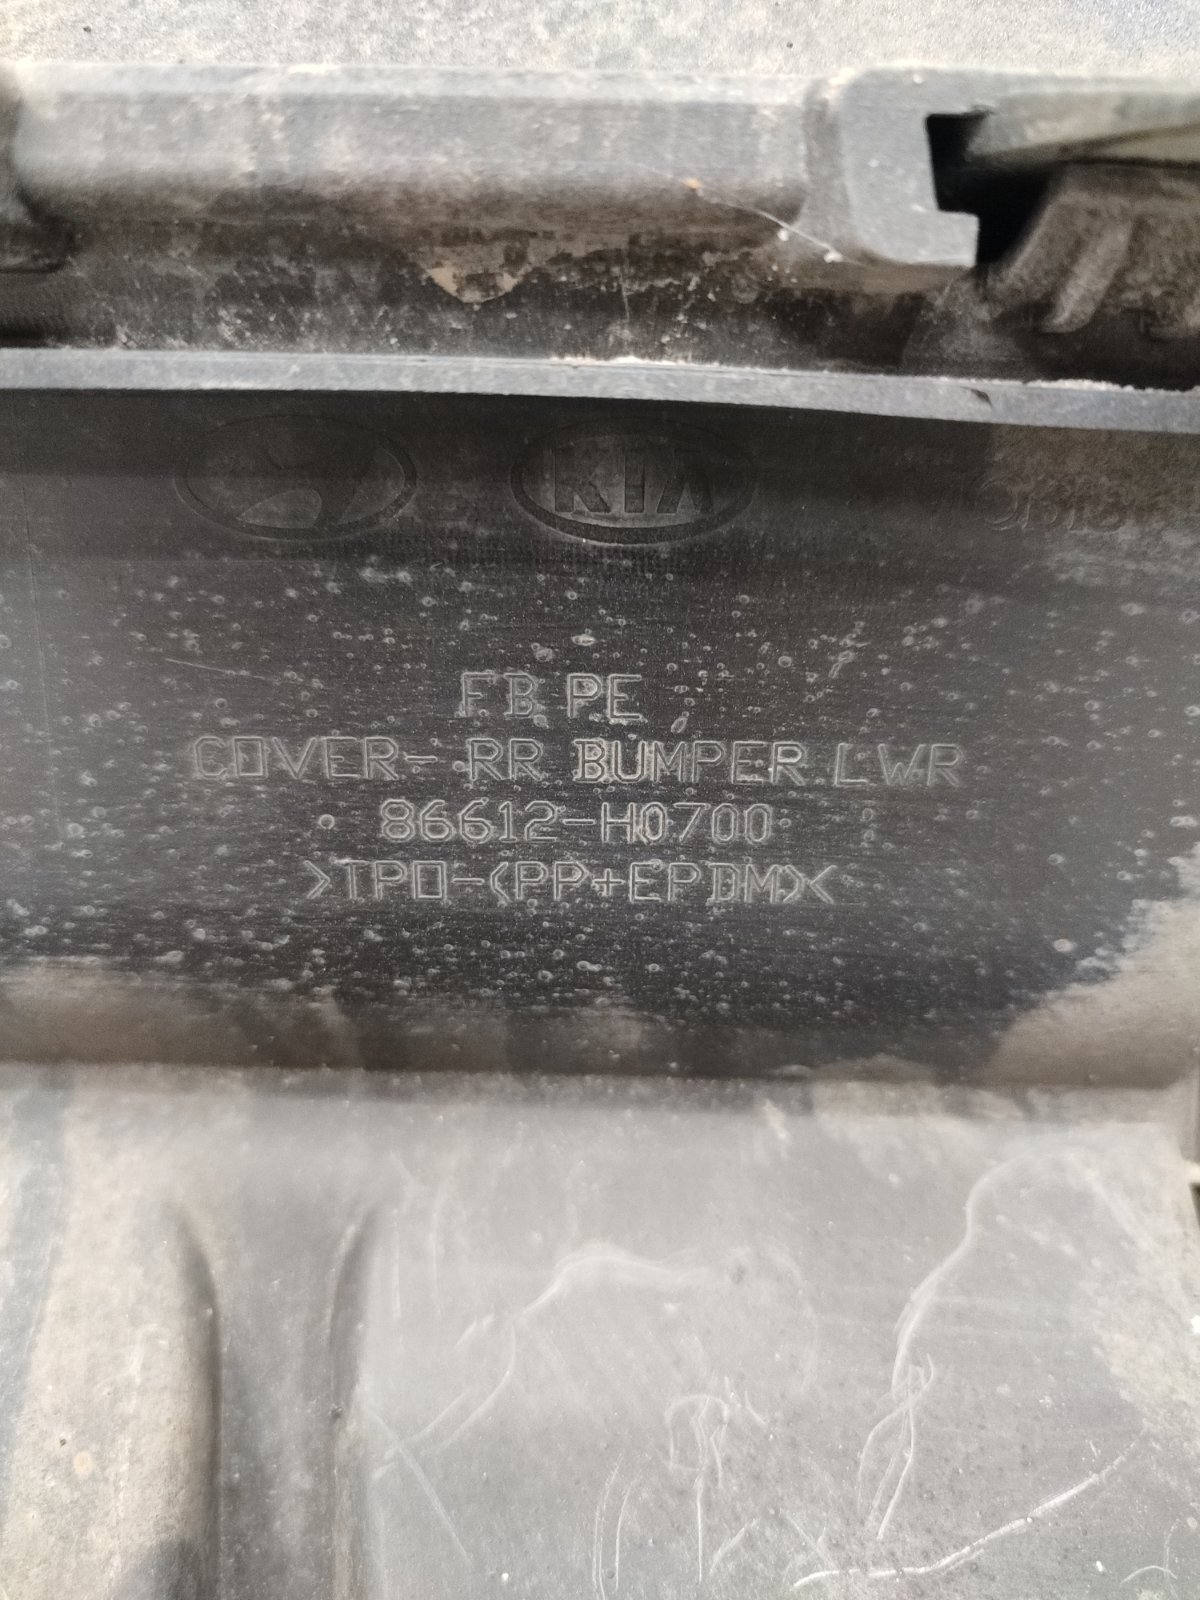 KIA
FB PE
COVER- RR BUMPER LWR
86612-H0700
>TPO-(PP)+EPDM)<